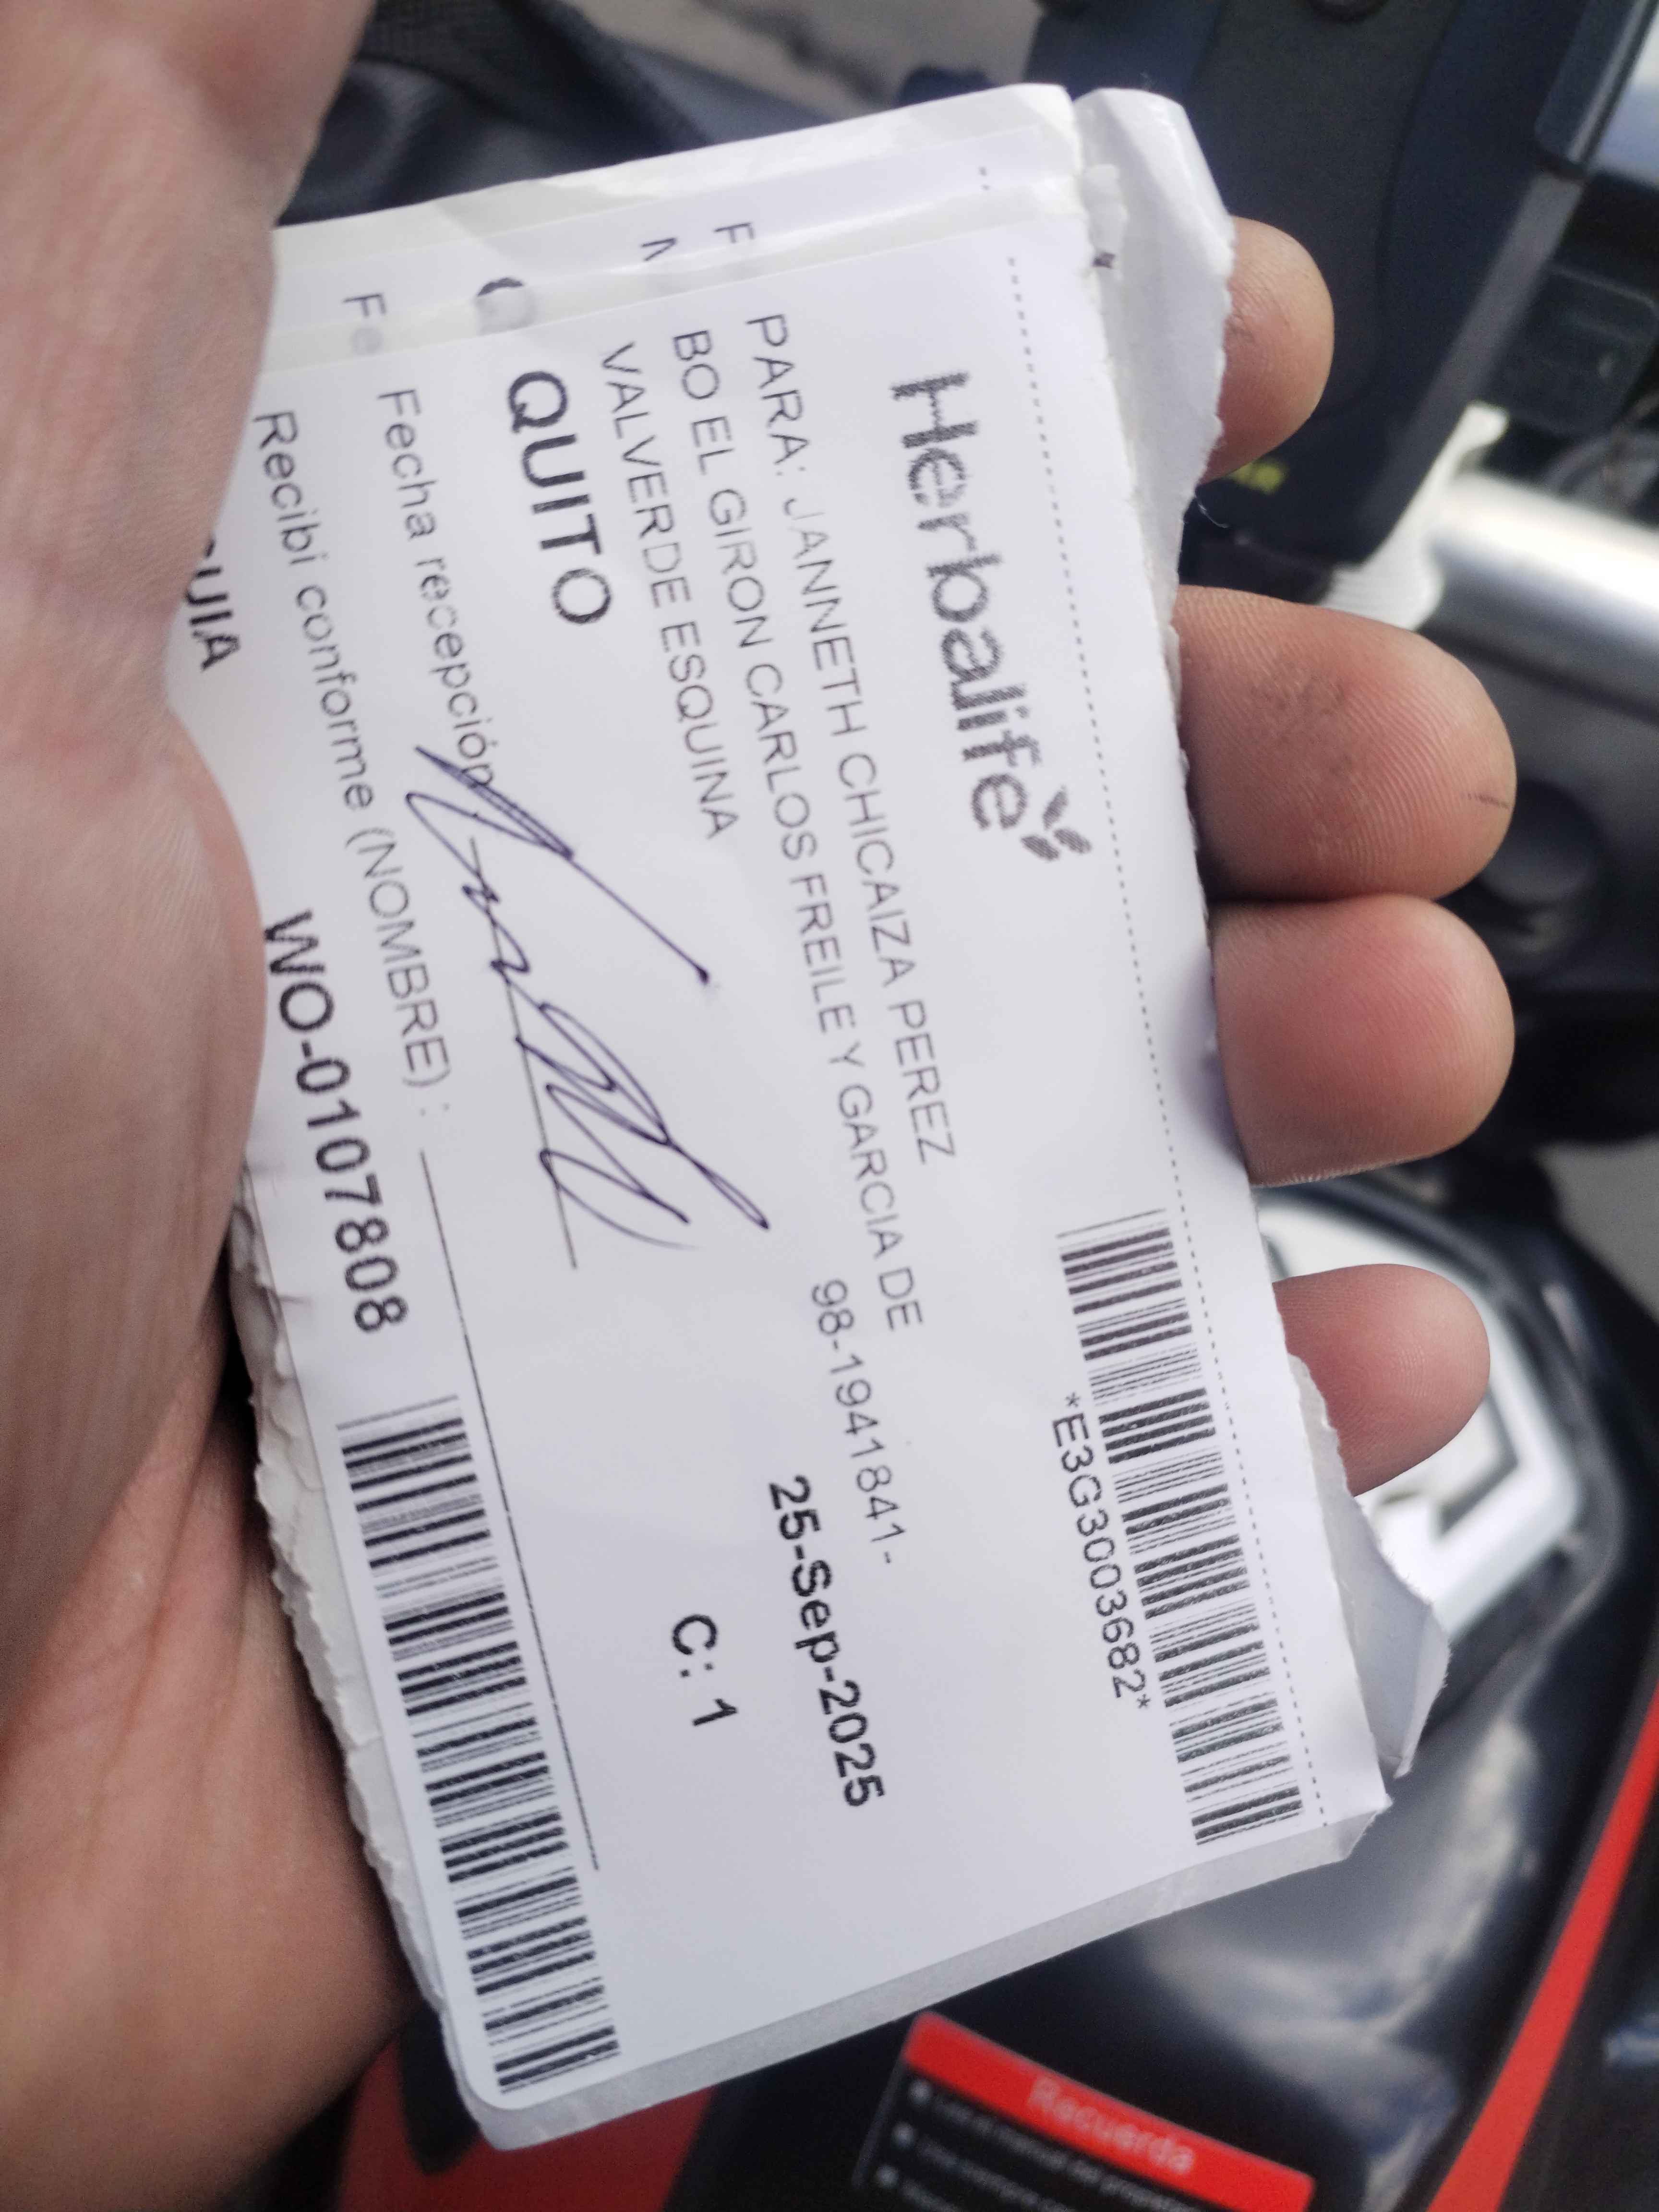 Herbalife
*E3G3003682*
PARA: JANNETH CHICAIZA PEREZ
BO EL GIRON CARLOS FREILE Y GARCIA DE
VALVERDE ESQUINA
98-1941841-
25-Sep-2025
QUITO
C: 1
Fecha recepción
Recibi conforme (NOMBRE) :
WO-0107808
Recuerda